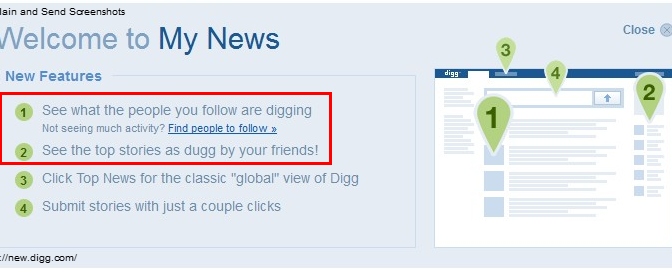 lain and Send Screenshots
Welcome to My News
Close
New Features
1 See what the people you follow are digging
Not seeing much activity? Find people to follow »
2 See the top stories as dugg by your friends!
3 Click Top News for the classic "global" view of Digg
4 Submit stories with just a couple clicks
digg
3
4
1
2
://new.digg.com/